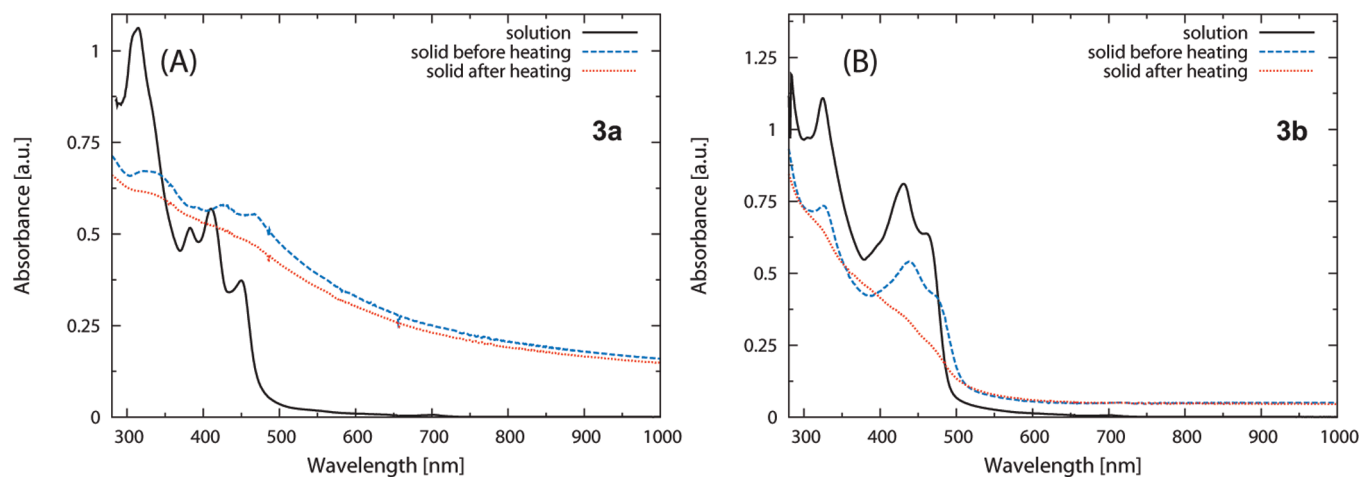 (A)
solution
solid before heating
solid after heating
3a
Absorbance [a.u.]
1
0.75
0.5
0.25
0
300 400 500 600 700 800 900 1000
Wavelength [nm]
(B)
solution
solid before heating
solid after heating
3b
Absorbance [a.u.]
1.25
1
0.75
0.5
0.25
0
300 400 500 600 700 800 900 1000
Wavelength [nm]